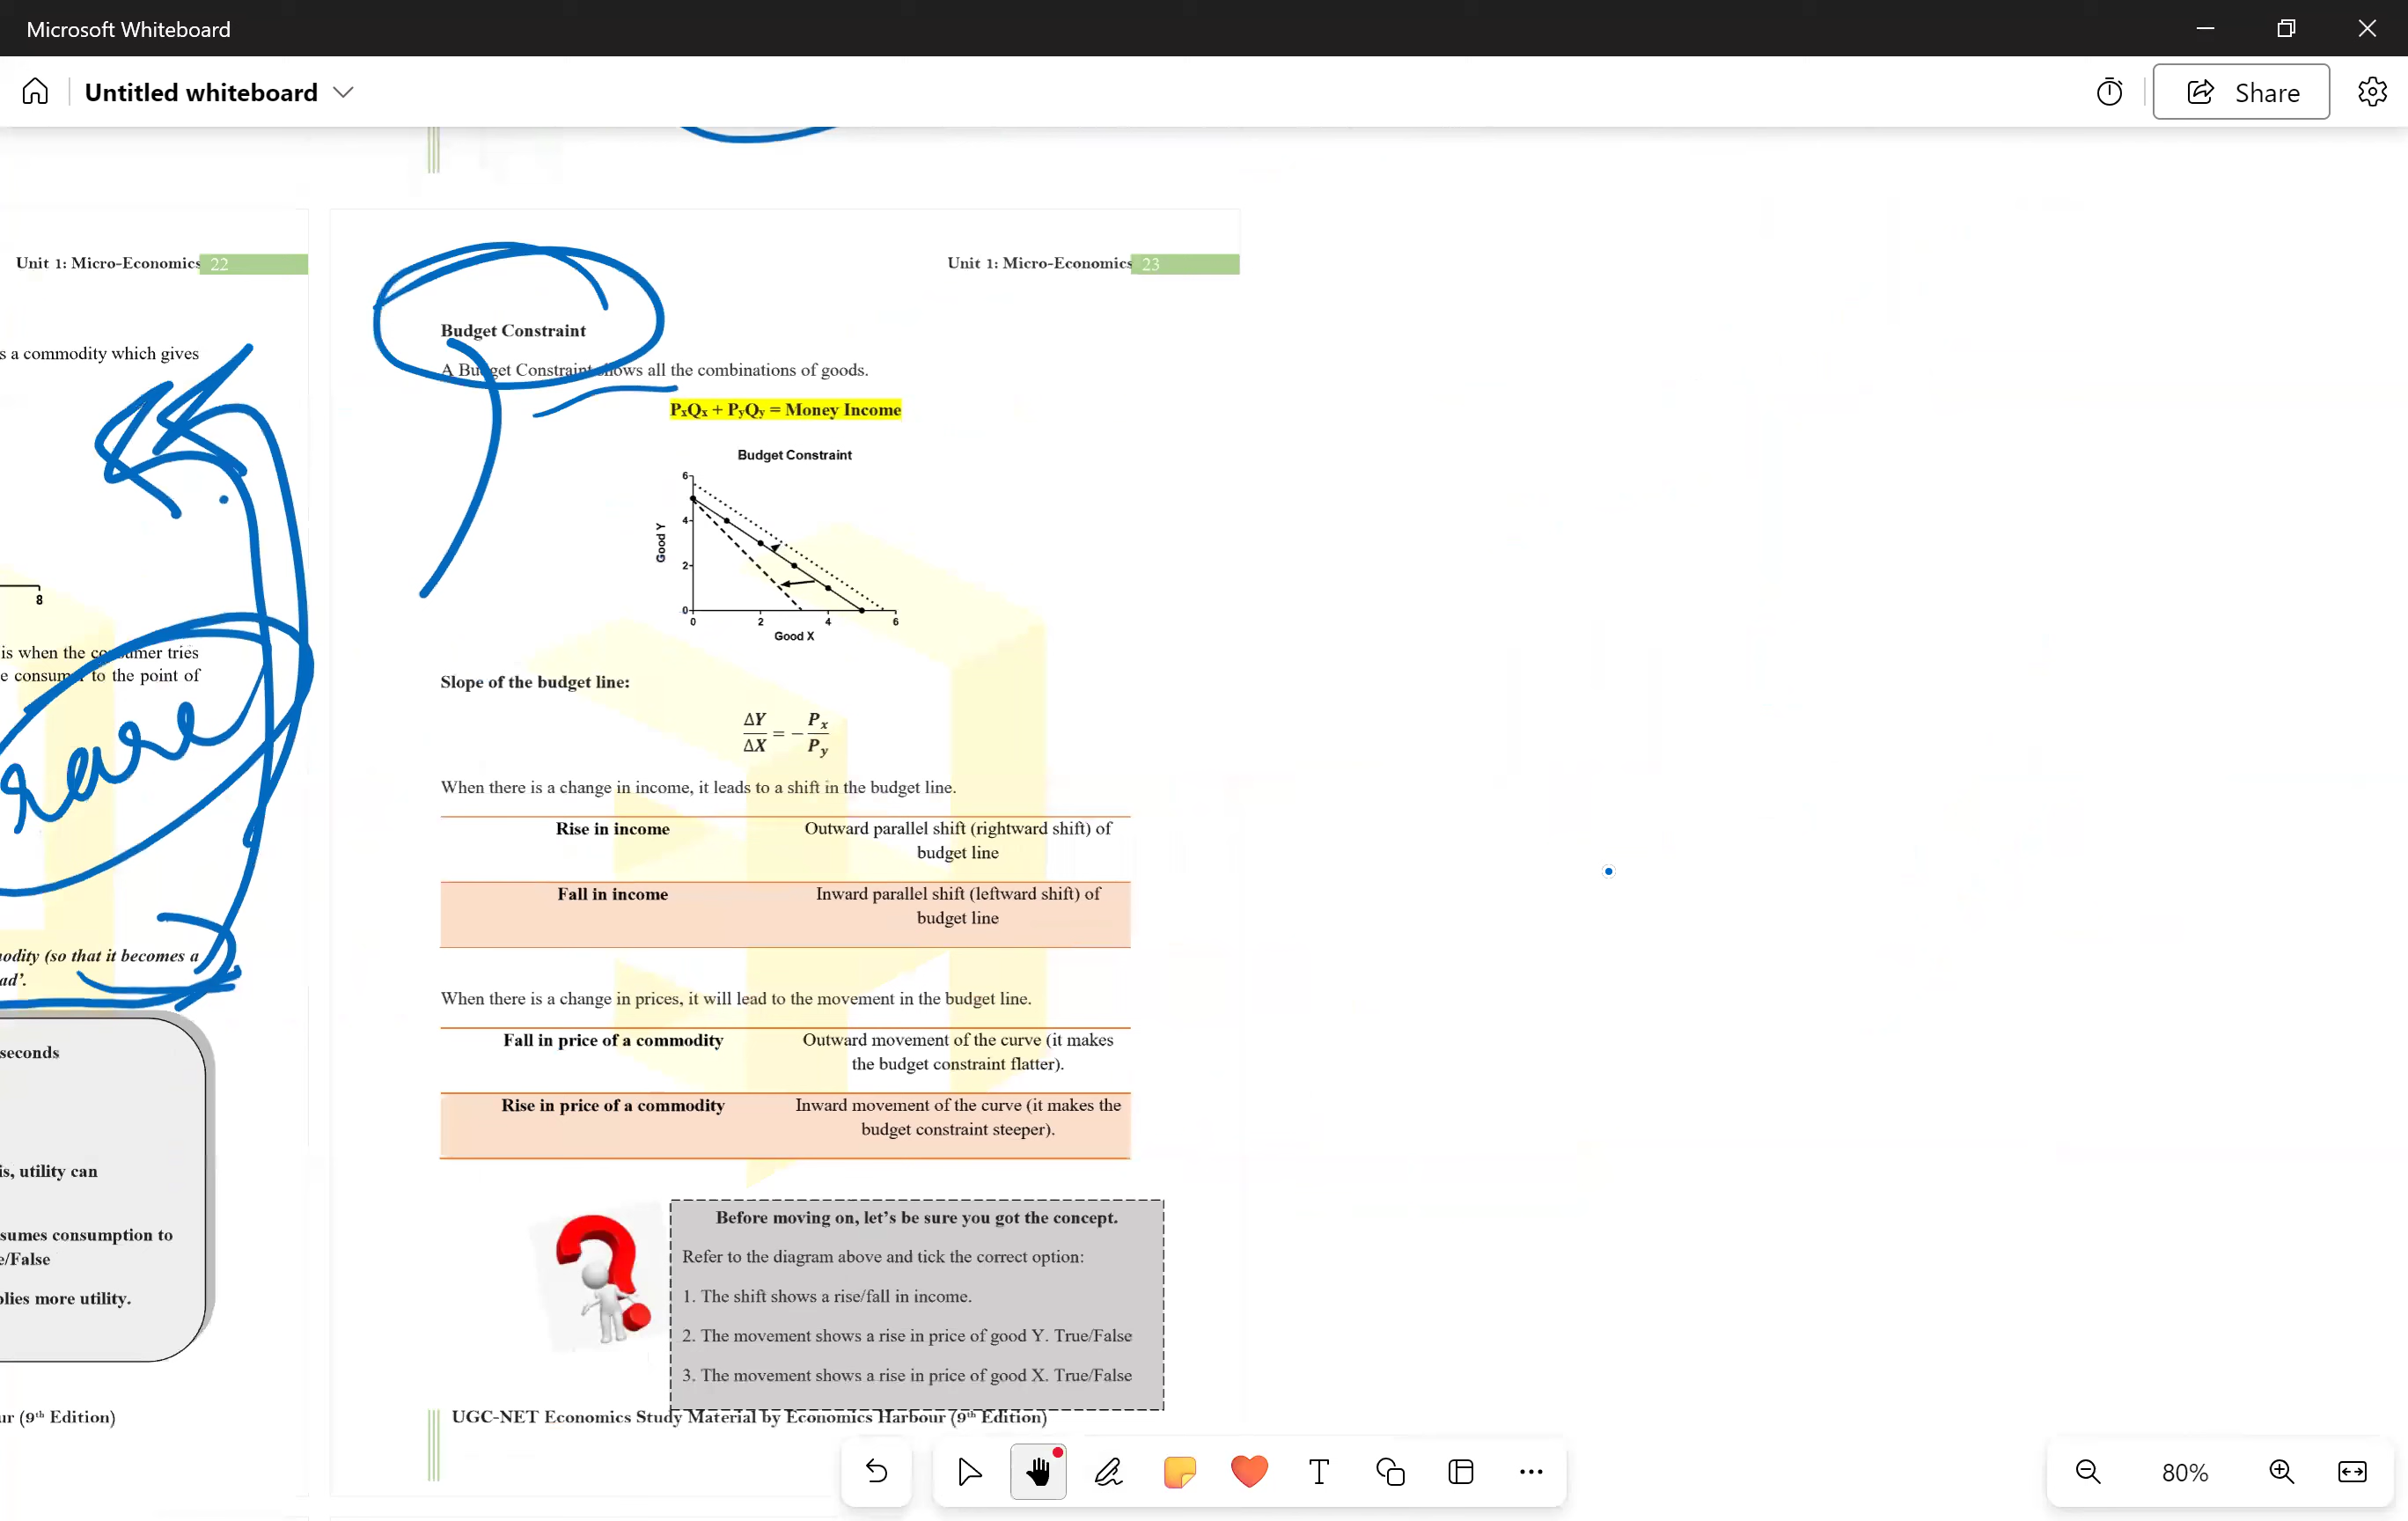 Microsoft Whiteboard
Untitled whiteboard
Share
Unit 1: Micro-Economics 22
s a commodity which gives
8
is when the consumer tries
e consumer to the point of
rare
odity (so that it becomes a
ad’.
seconds
is, utility can
sumes consumption to
e/False
plies more utility.
ur (9th Edition)
Unit 1: Micro-Economics 23
Budget Constraint
A Budget Constraint shows all the combinations of goods.
PxQx + PyQy = Money Income
Budget Constraint
6
4
2
0
Good Y
0 2 4 6
Good X
Slope of the budget line:
ΔY/ΔX = − Px/Py
When there is a change in income, it leads to a shift in the budget line.
Rise in income Outward parallel shift (rightward shift) of
budget line
Fall in income Inward parallel shift (leftward shift) of
budget line
When there is a change in prices, it will lead to the movement in the budget line.
Fall in price of a commodity Outward movement of the curve (it makes
the budget constraint flatter).
Rise in price of a commodity Inward movement of the curve (it makes the
budget constraint steeper).
Before moving on, let’s be sure you got the concept.
Refer to the diagram above and tick the correct option:
1. The shift shows a rise/fall in income.
2. The movement shows a rise in price of good Y. True/False
3. The movement shows a rise in price of good X. True/False
UGC-NET Economics Study Material by Economics Harbour (9th Edition)
80%